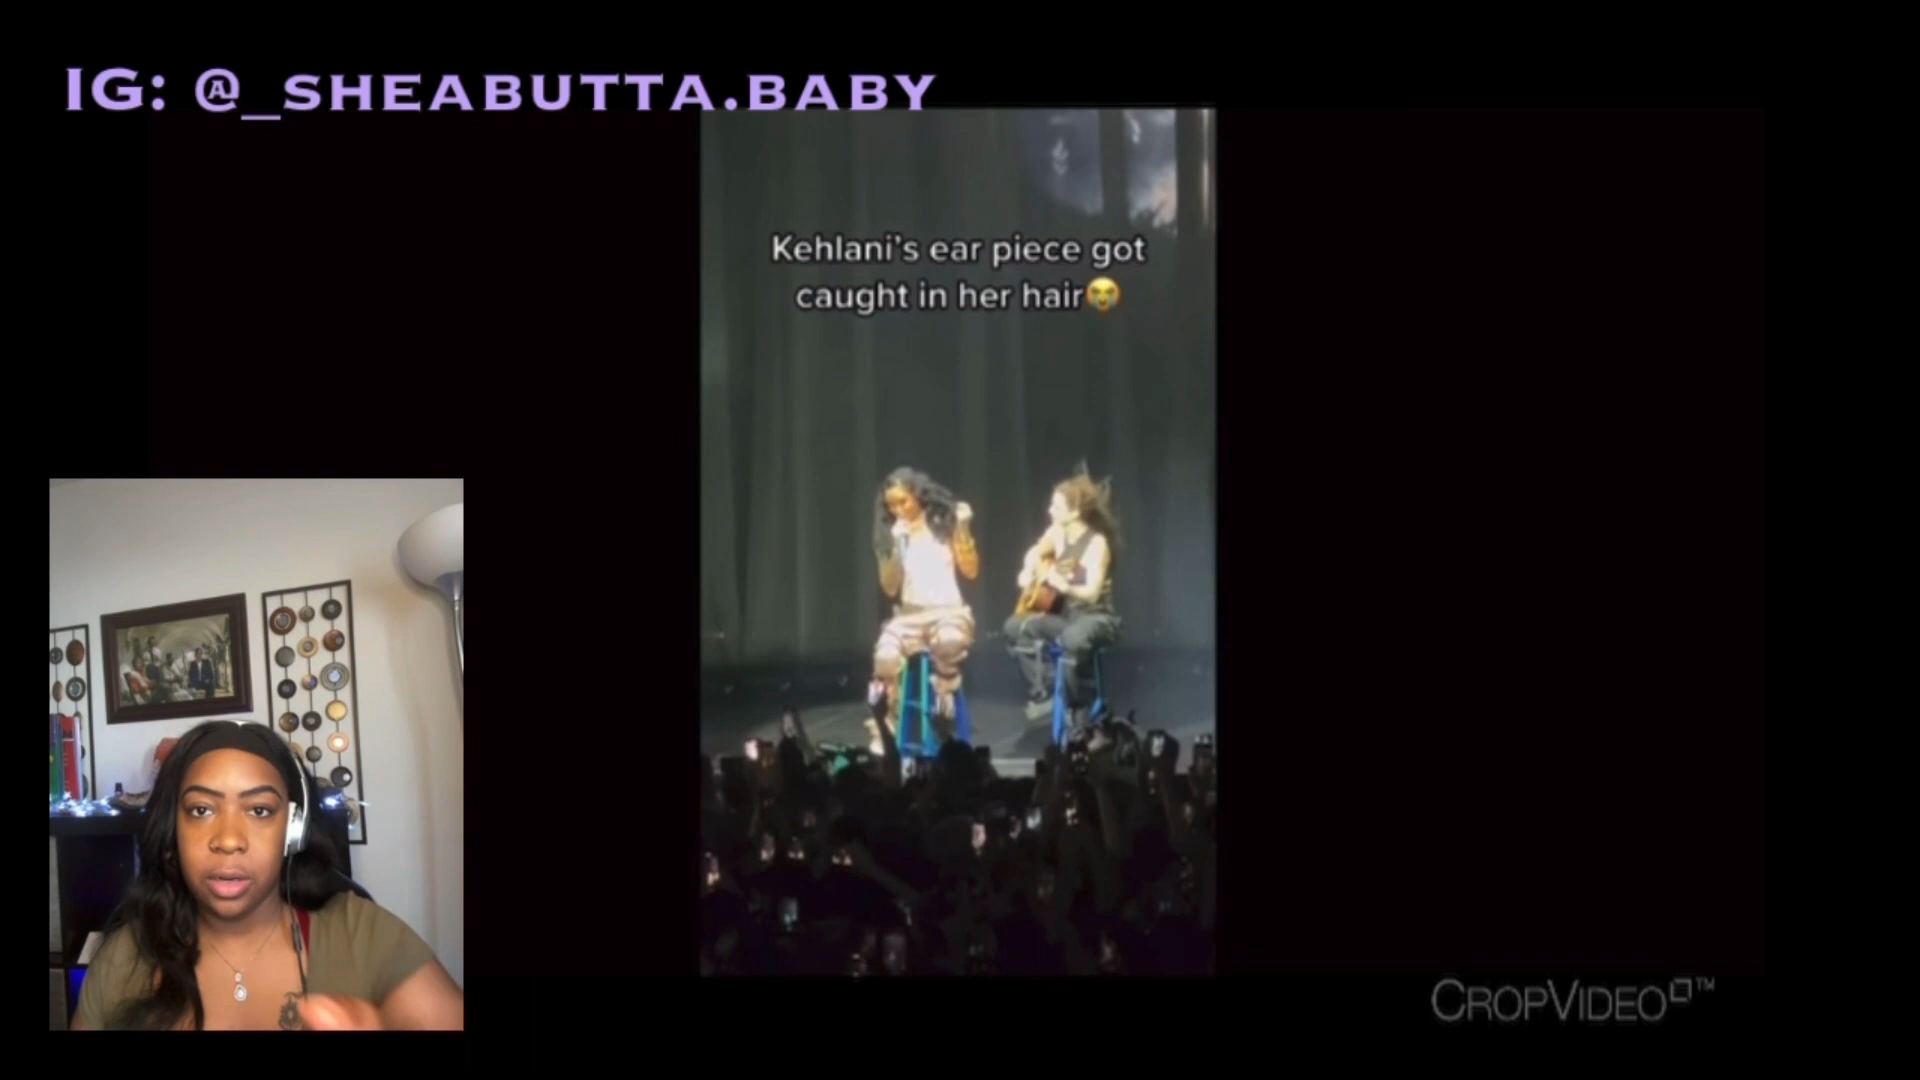 IG: @_SHEABUTTA.BABY
Kehlani's ear piece got
caught in her hair😭
CROPVIDEO™